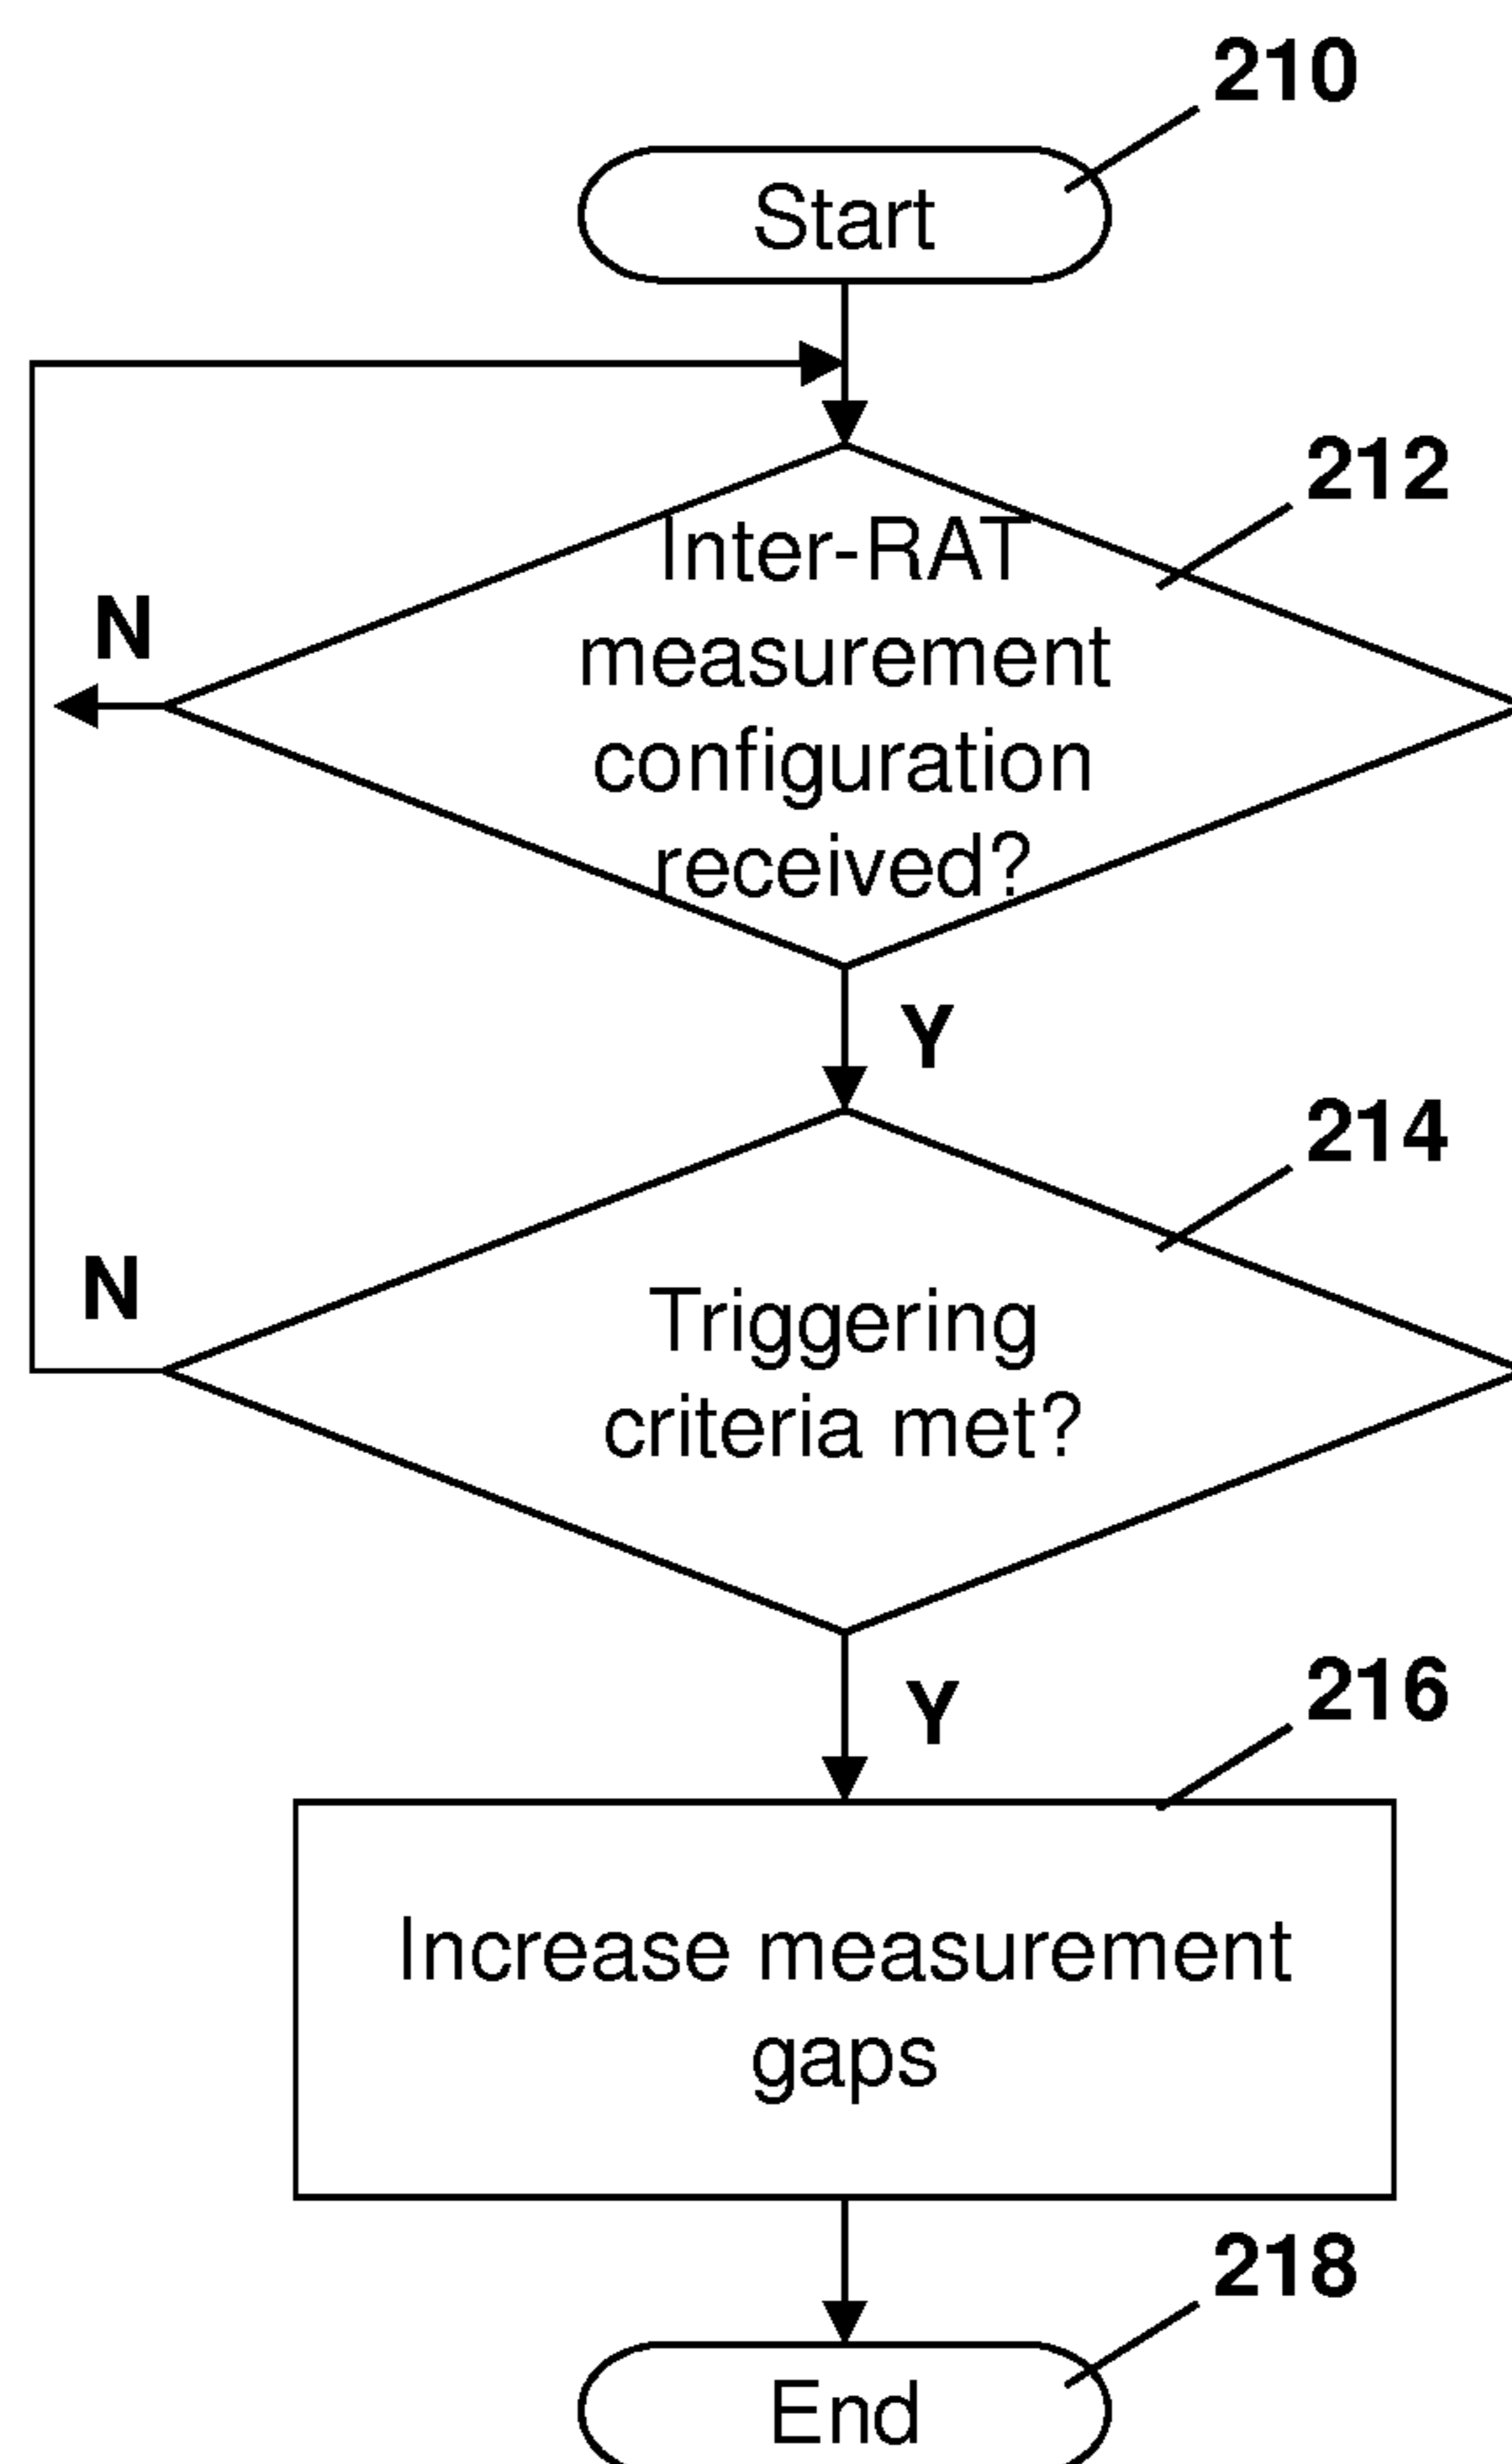 210
Start
212
Inter-RAT
measurement
configuration
received?
N
Y
214
N
Triggering
criteria met?
Y
216
Increase measurement
gaps
218
End